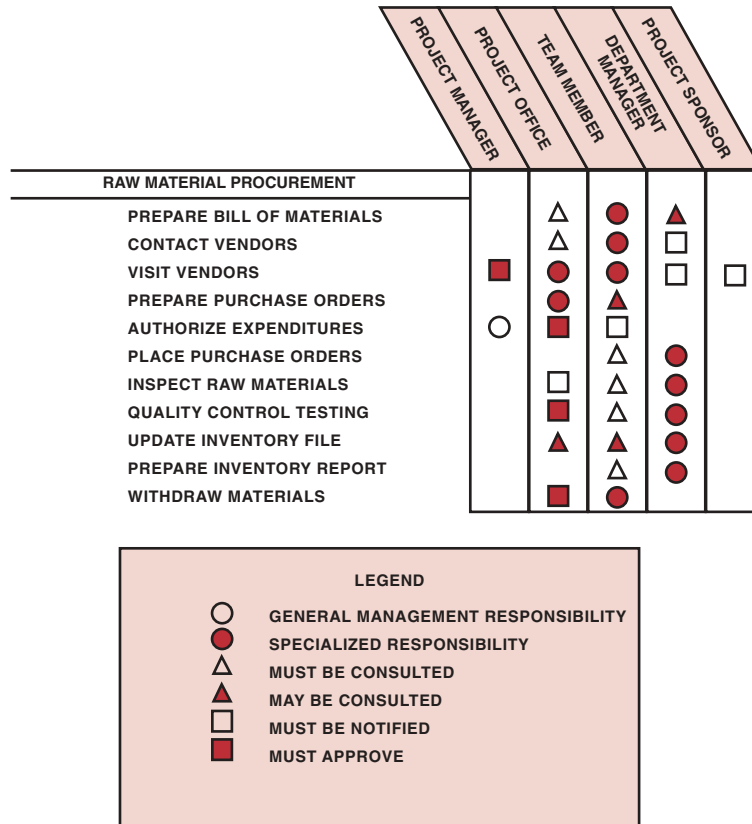 PROJECT MANAGER
PROJECT OFFICE
TEAM MEMBER
DEPARTMENT
MANAGER
PROJECT SPONSOR
RAW MATERIAL PROCUREMENT
PREPARE BILL OF MATERIALS
CONTACT VENDORS
VISIT VENDORS
PREPARE PURCHASE ORDERS
AUTHORIZE EXPENDITURES
PLACE PURCHASE ORDERS
INSPECT RAW MATERIALS
QUALITY CONTROL TESTING
UPDATE INVENTORY FILE
PREPARE INVENTORY REPORT
WITHDRAW MATERIALS
LEGEND
GENERAL MANAGEMENT RESPONSIBILITY
SPECIALIZED RESPONSIBILITY
MUST BE CONSULTED
MAY BE CONSULTED
MUST BE NOTIFIED
MUST APPROVE